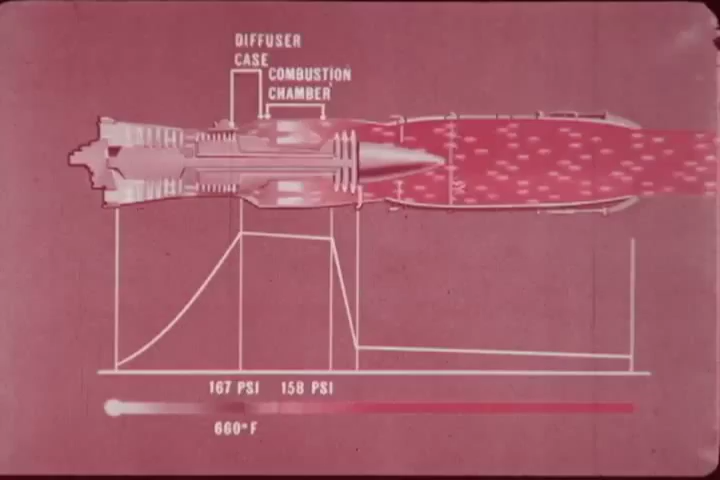 DIFFUSER
CASE
COMBUSTION
CHAMBER
167 PSI 158 PSI
660°F